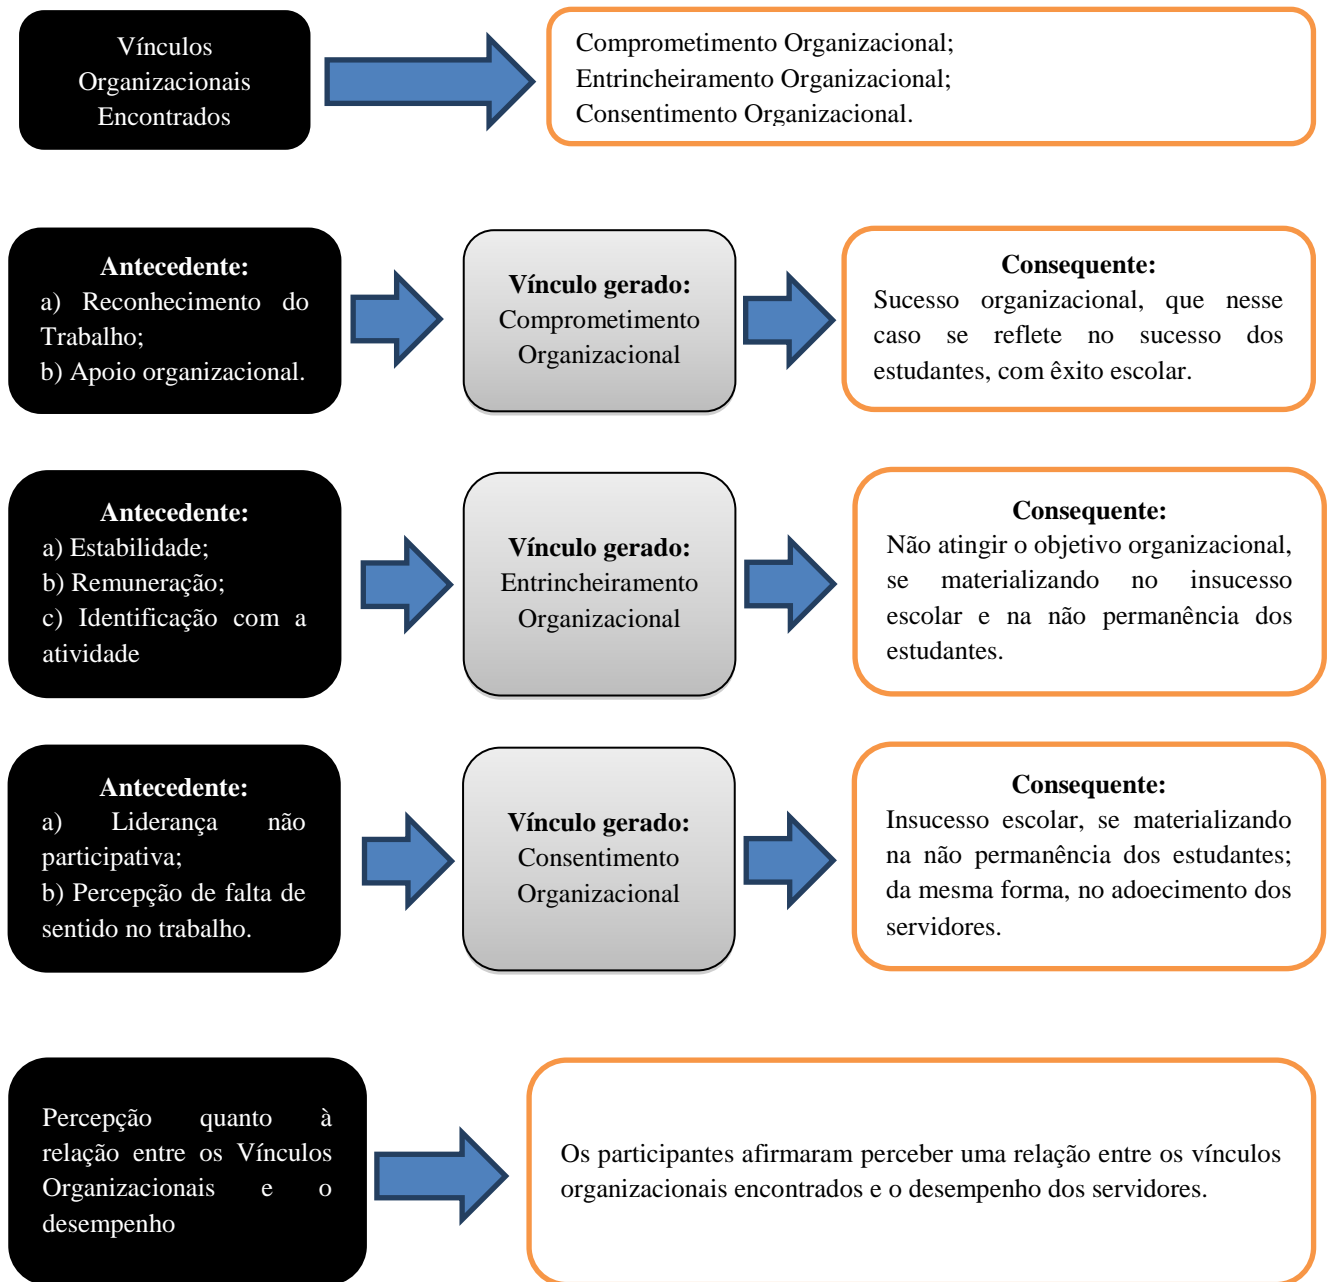 Vínculos
Organizacionais
Encontrados
Comprometimento Organizacional;
Entrincheiramento Organizacional;
Consentimento Organizacional.
Antecedente:
a) Reconhecimento do
Trabalho;
b) Apoio organizacional.
Vínculo gerado:
Comprometimento
Organizacional
Consequente:
Sucesso organizacional, que nesse
caso se reflete no sucesso dos
estudantes, com êxito escolar.
Antecedente:
a) Estabilidade;
b) Remuneração;
c) Identificação com a
atividade
Vínculo gerado:
Entrincheiramento
Organizacional
Consequente:
Não atingir o objetivo organizacional,
se materializando no insucesso
escolar e na não permanência dos
estudantes.
Antecedente:
a) Liderança não
participativa;
b) Percepção de falta de
sentido no trabalho.
Vínculo gerado:
Consentimento
Organizacional
Consequente:
Insucesso escolar, se materializando
na não permanência dos estudantes;
da mesma forma, no adoecimento dos
servidores.
Percepção quanto à
relação entre os Vínculos
Organizacionais e o
desempenho
Os participantes afirmaram perceber uma relação entre os vínculos
organizacionais encontrados e o desempenho dos servidores.